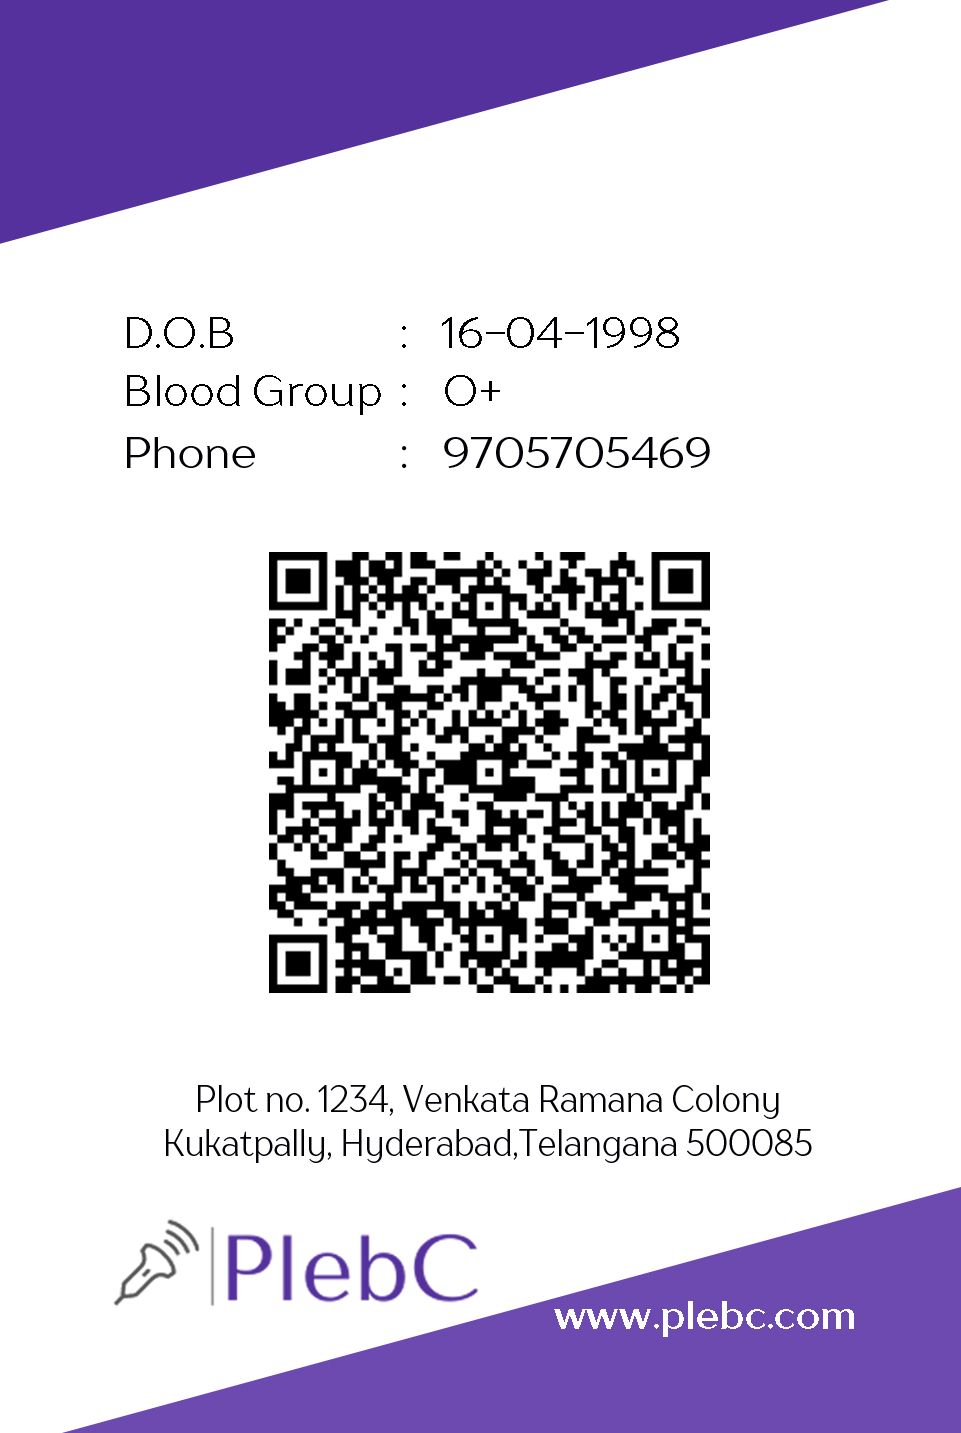 D.O.B : 16-04-1998
Blood Group : O+
Phone : 9705705469
Plot no. 1234, Venkata Ramana Colony
Kukatpally, Hyderabad,Telangana 500085
PlebC
www.plebc.com